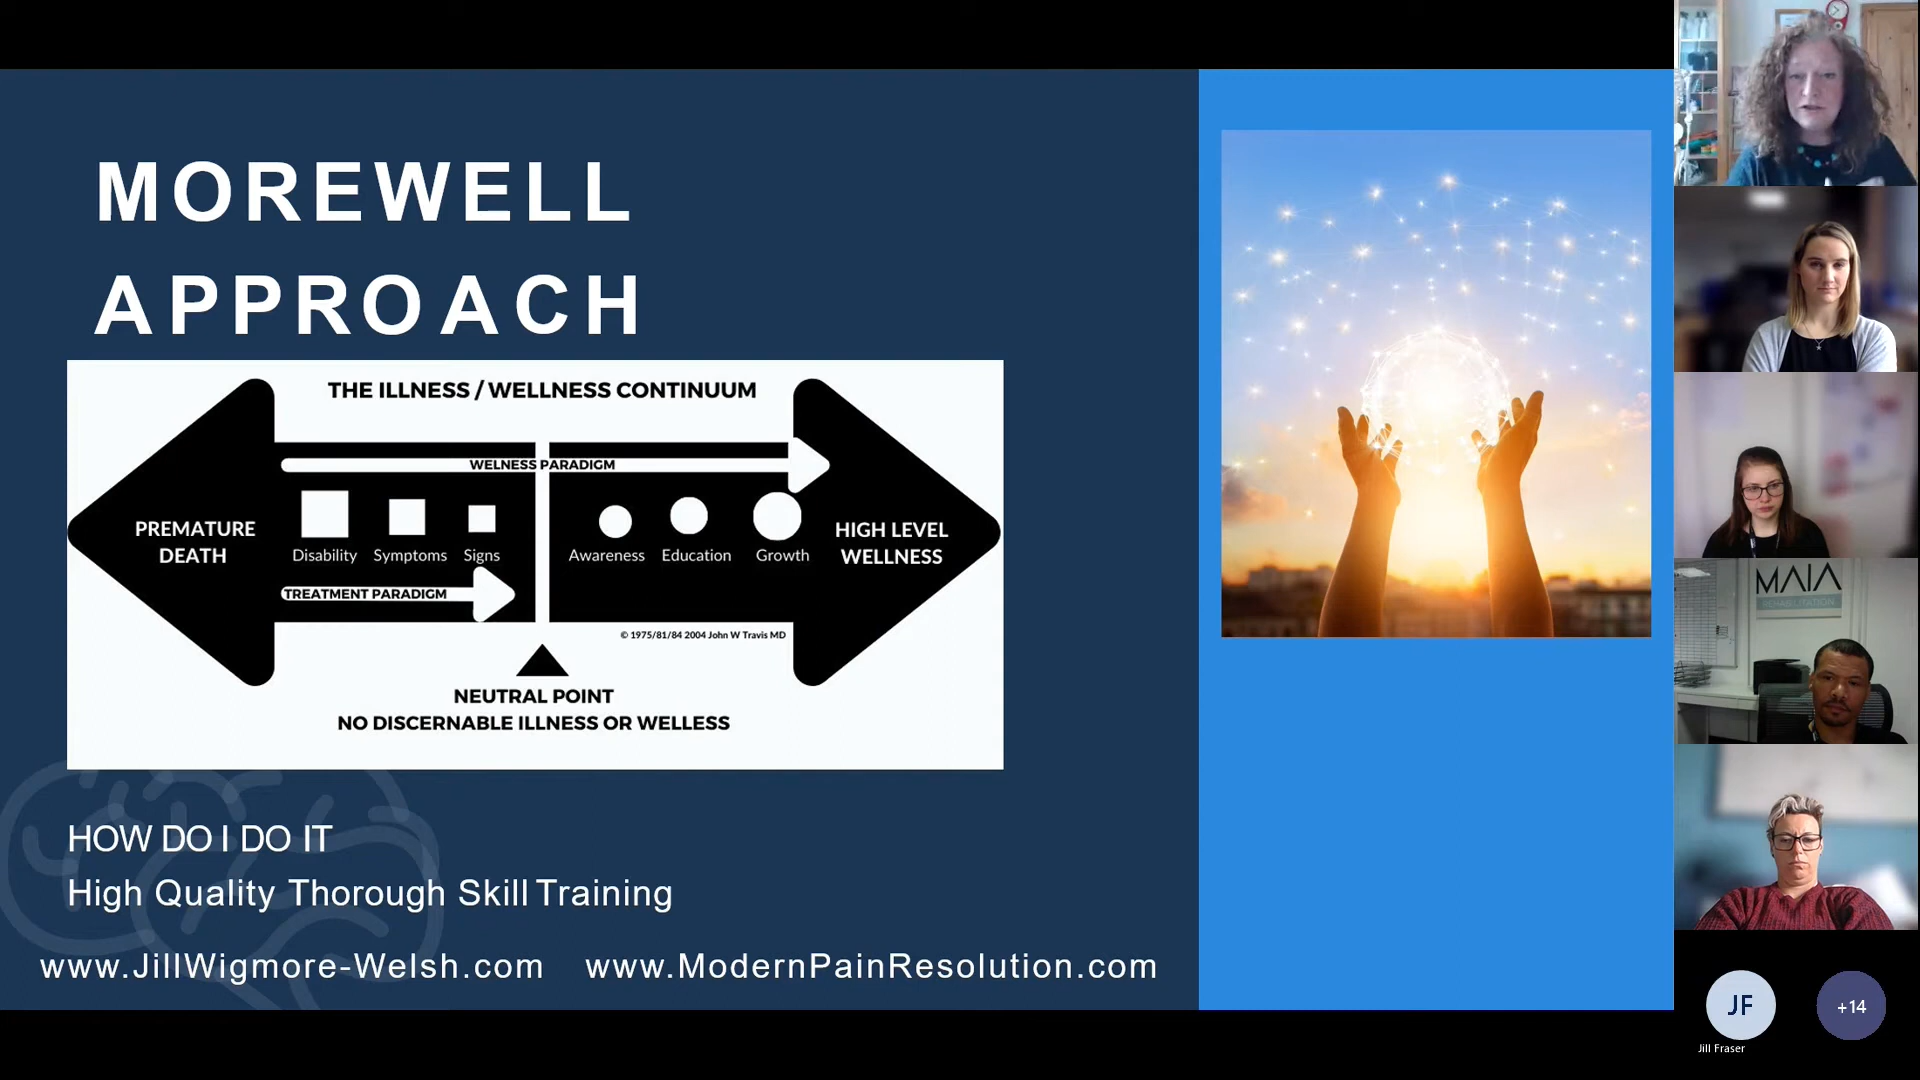 MOREWELL
APPROACH
THE ILLNESS / WELLNESS CONTINUUM
WELNESS PARADIGM
PREMATURE
DEATH
Disability Symptoms Signs
Awareness Education Growth
HIGH LEVEL
WELLNESS
TREATMENT PARADIGM
© 1975/81/84 2004 John W Travis MD
NEUTRAL POINT
NO DISCERNABLE ILLNESS OR WELLESS
HOW DO I DO IT
High Quality Thorough Skill Training
www.JillWigmore-Welsh.com www.ModernPainResolution.com
MAIA
REHABILITATION
JF
+14
Jill Fraser